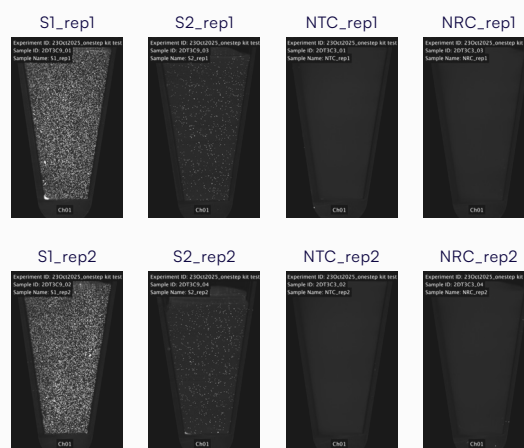 S1_rep1
S2_rep1
NTC_rep1
NRC_rep1
Experiment ID: 23Oct2025_onestep kit test
Sample ID: 2DT3C9_01
Sample Name: S1_rep1
Ch01
Experiment ID: 23Oct2025_onestep kit test
Sample ID: 2DT3C9_03
Sample Name: S2_rep1
Ch01
Experiment ID: 23Oct2025_onestep kit test
Sample ID: 2DT3C3_01
Sample Name: NTC_rep1
Ch01
Experiment ID: 23Oct2025_onestep kit
Sample ID: 2DT3C3_03
Sample Name: NRC_rep1
Ch01
S1_rep2
S2_rep2
NTC_rep2
NRC_rep2
Experiment ID: 23Oct2025_onestep kit test
Sample ID: 2DT3C9_02
Sample Name: S1_rep2
Ch01
Experiment ID: 23Oct2025_onestep kit test
Sample ID: 2DT3C9_04
Sample Name: S2_rep2
Ch01
Experiment ID: 23Oct2025_onestep kit test
Sample ID: 2DT3C3_02
Sample Name: NTC_rep2
Ch01
Experiment ID: 23Oct2025_onestep kit
Sample ID: 2DT3C3_04
Sample Name: NRC_rep2
Ch01